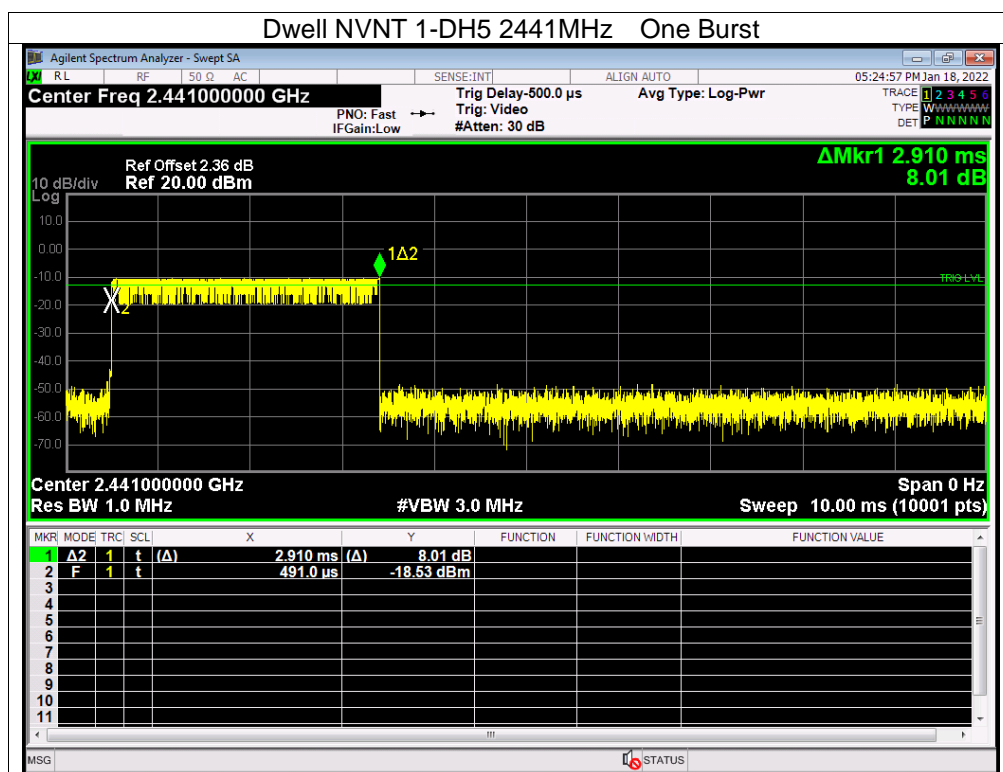 Dwell NVNT 1-DH5 2441MHz One Burst
Agilent Spectrum Analyzer - Swept SA
LXI RL RF 50 Ω AC SENSE:INT ALIGN AUTO 05:24:57 PM Jan 18, 2022
Center Freq 2.441000000 GHz Trig Delay-500.0 µs Avg Type: Log-Pwr TRACE 1 2 3 4 5 6
PNO: Fast Trig: Video TYPE WWWWWW
IFGain:Low #Atten: 30 dB DET P N N N N N
ΔMkr1 2.910 ms
8.01 dB
Ref Offset 2.36 dB
10 dB/div Ref 20.00 dBm
Log
10.0
0.00
-10.0
-20.0
-30.0
-40.0
-50.0
-60.0
-70.0
1Δ2
TRIG LVL
X2
Center 2.441000000 GHz Span 0 Hz
Res BW 1.0 MHz #VBW 3.0 MHz Sweep 10.00 ms (10001 pts)
MKR MODE TRC SCL X Y FUNCTION FUNCTION WIDTH FUNCTION VALUE
1 Δ2 1 t (Δ) 2.910 ms (Δ) 8.01 dB
2 F 1 t 491.0 µs -18.53 dBm
3
4
5
6
7
8
9
10
11
MSG STATUS